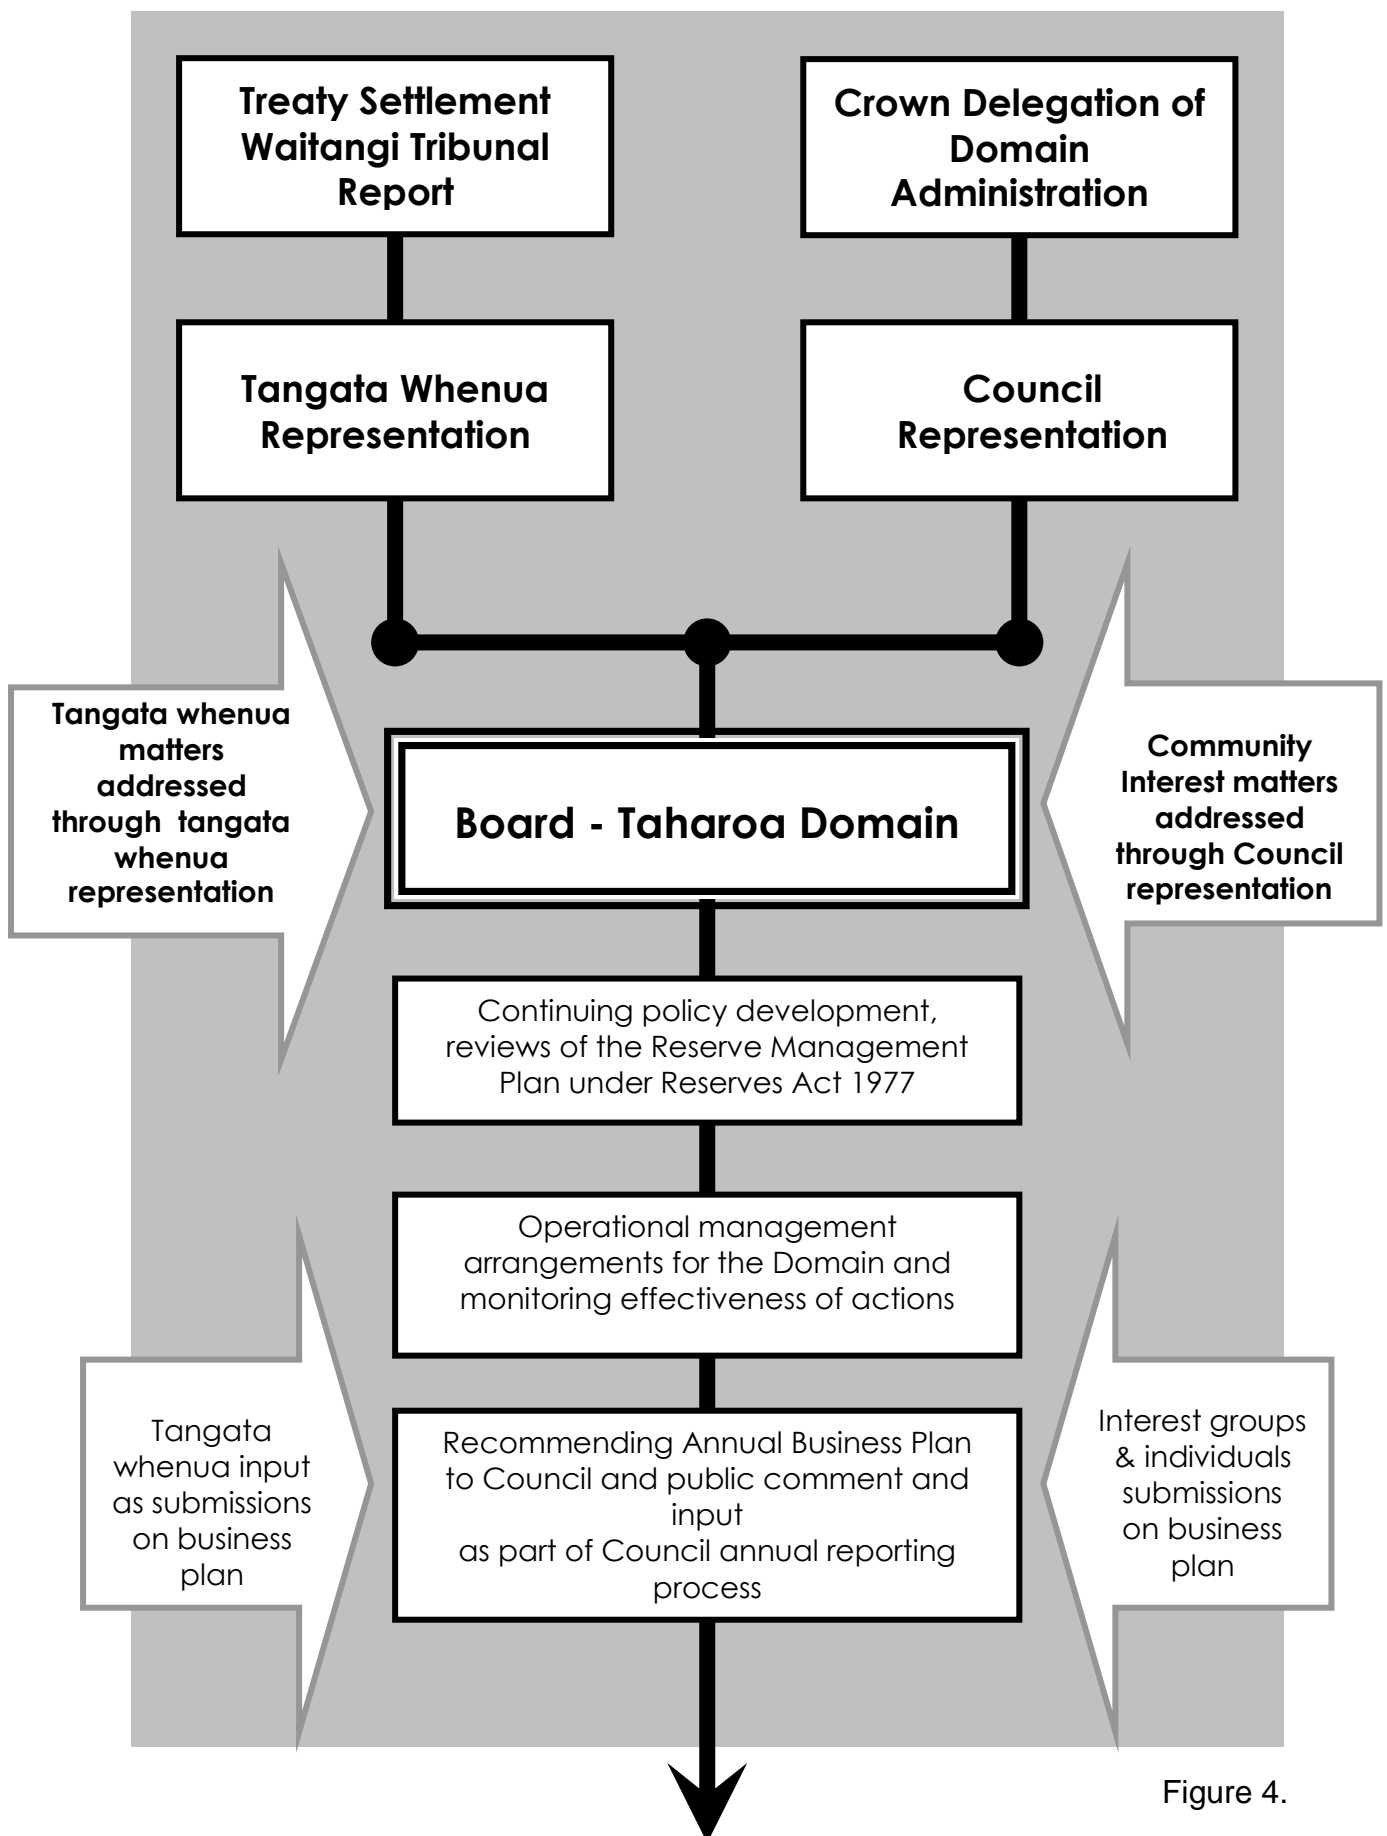 Treaty Settlement
Waitangi Tribunal
Report
Crown Delegation of
Domain
Administration
Tangata Whenua
Representation
Council
Representation
Tangata whenua
matters
addressed
through tangata
whenua
representation
Board - Taharoa Domain
Community
Interest matters
addressed
through Council
representation
Continuing policy development,
reviews of the Reserve Management
Plan under Reserves Act 1977
Operational management
arrangements for the Domain and
monitoring effectiveness of actions
Tangata
whenua input
as submissions
on business
plan
Recommending Annual Business Plan
to Council and public comment and
input
as part of Council annual reporting
process
Interest groups
& individuals
submissions
on business
plan
Figure 4.